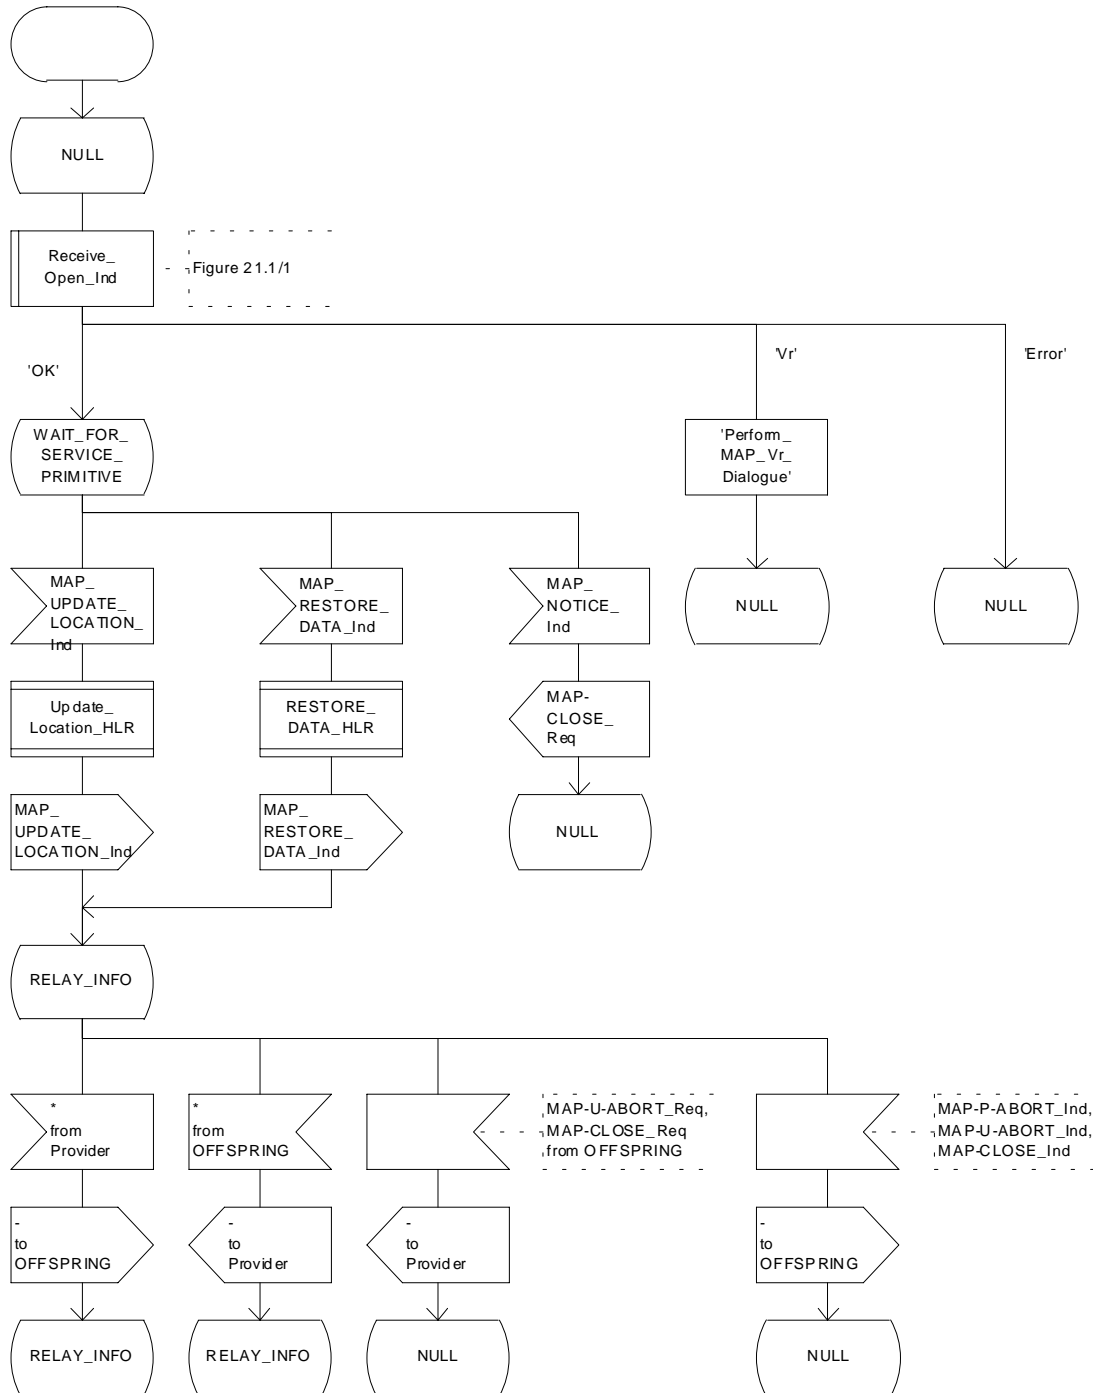 NULL
Receive_
Open_Ind
Figure 21.1/1
'OK'
'Vr'
'Error'
WAIT_FOR_
SERVICE_
PRIMITIVE
'Perform_
MAP_Vr_
Dialogue'
MAP_
UPDATE_
LOCATION_
Ind
MAP_
RESTORE_
DATA_Ind
MAP_
NOTICE_
Ind
NULL
NULL
Update_
Location_HLR
RESTORE_
DATA_HLR
MAP-
CLOSE_
Req
MAP_
UPDATE_
LOCATION_Ind
MAP_
RESTORE_
DATA_Ind
NULL
RELAY_INFO
*
from
Provider
*
from
OFFSPRING
MAP-U-ABORT_Req,
MAP-CLOSE_Req
from OFFSPRING
MAP-P-ABORT_Ind,
MAP-U-ABORT_Ind,
MAP-CLOSE_Ind
-
to
OFFSPRING
-
to
Provider
-
to
Provider
-
to
OFFSPRING
RELAY_INFO
RELAY_INFO
NULL
NULL